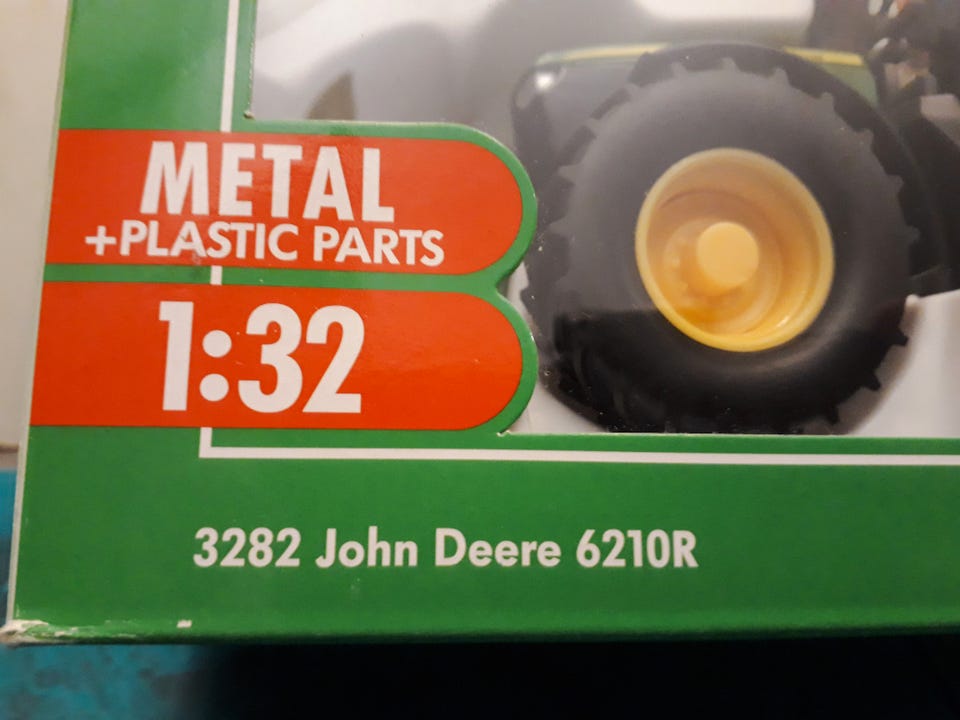 METAL
+PLASTIC PARTS
1:32
3282 John Deere 6210R